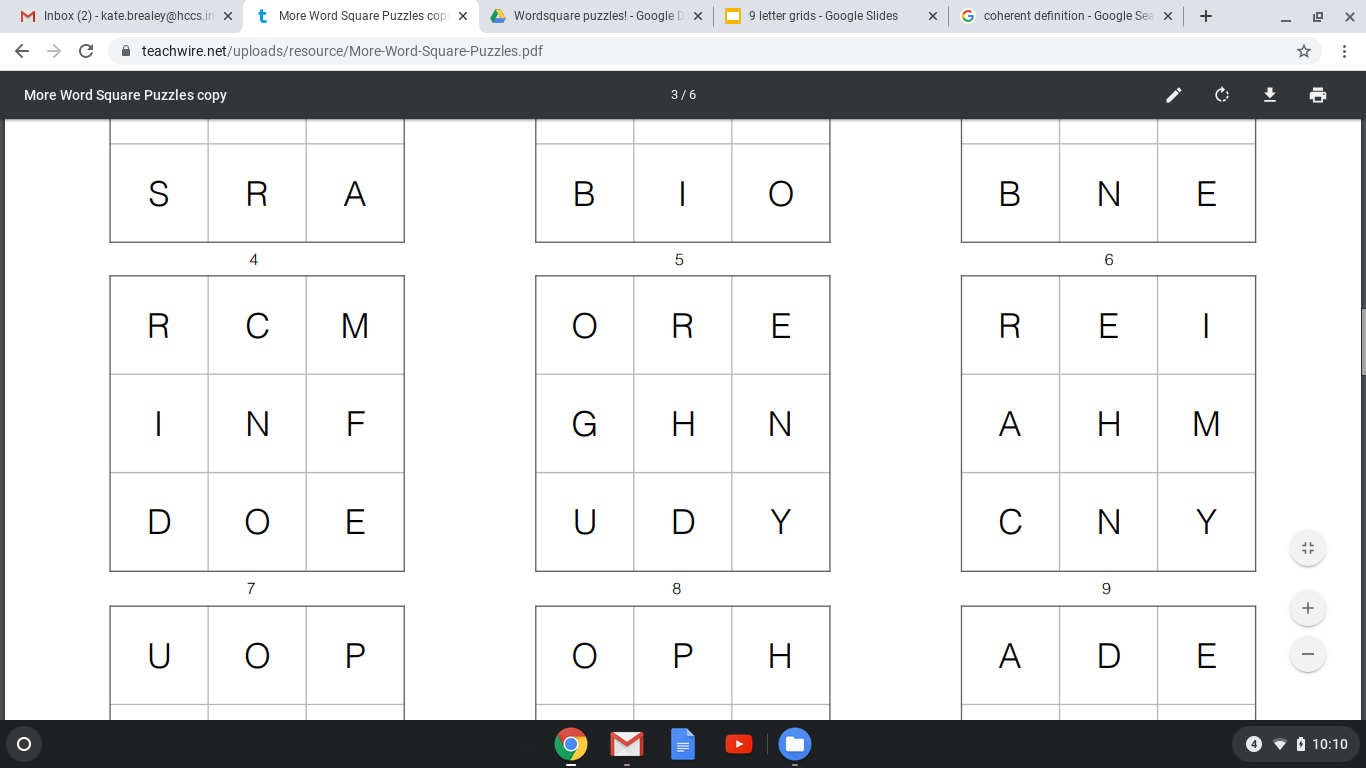 Inbox (2) - kate.brealey@hccs.in
More Word Square Puzzles cop
Wordsquare puzzles! - Google D
9 letter grids - Google Slides
coherent definition - Google Sea
teachwire.net/uploads/resource/More-Word-Square-Puzzles.pdf
More Word Square Puzzles copy 3 / 6
S R A B I O B N E
4 5 6
R C M O R E R E I
I N F G H N A H M
D O E U D Y C N Y
7 8 9
U O P O P H A D E
4 10:10